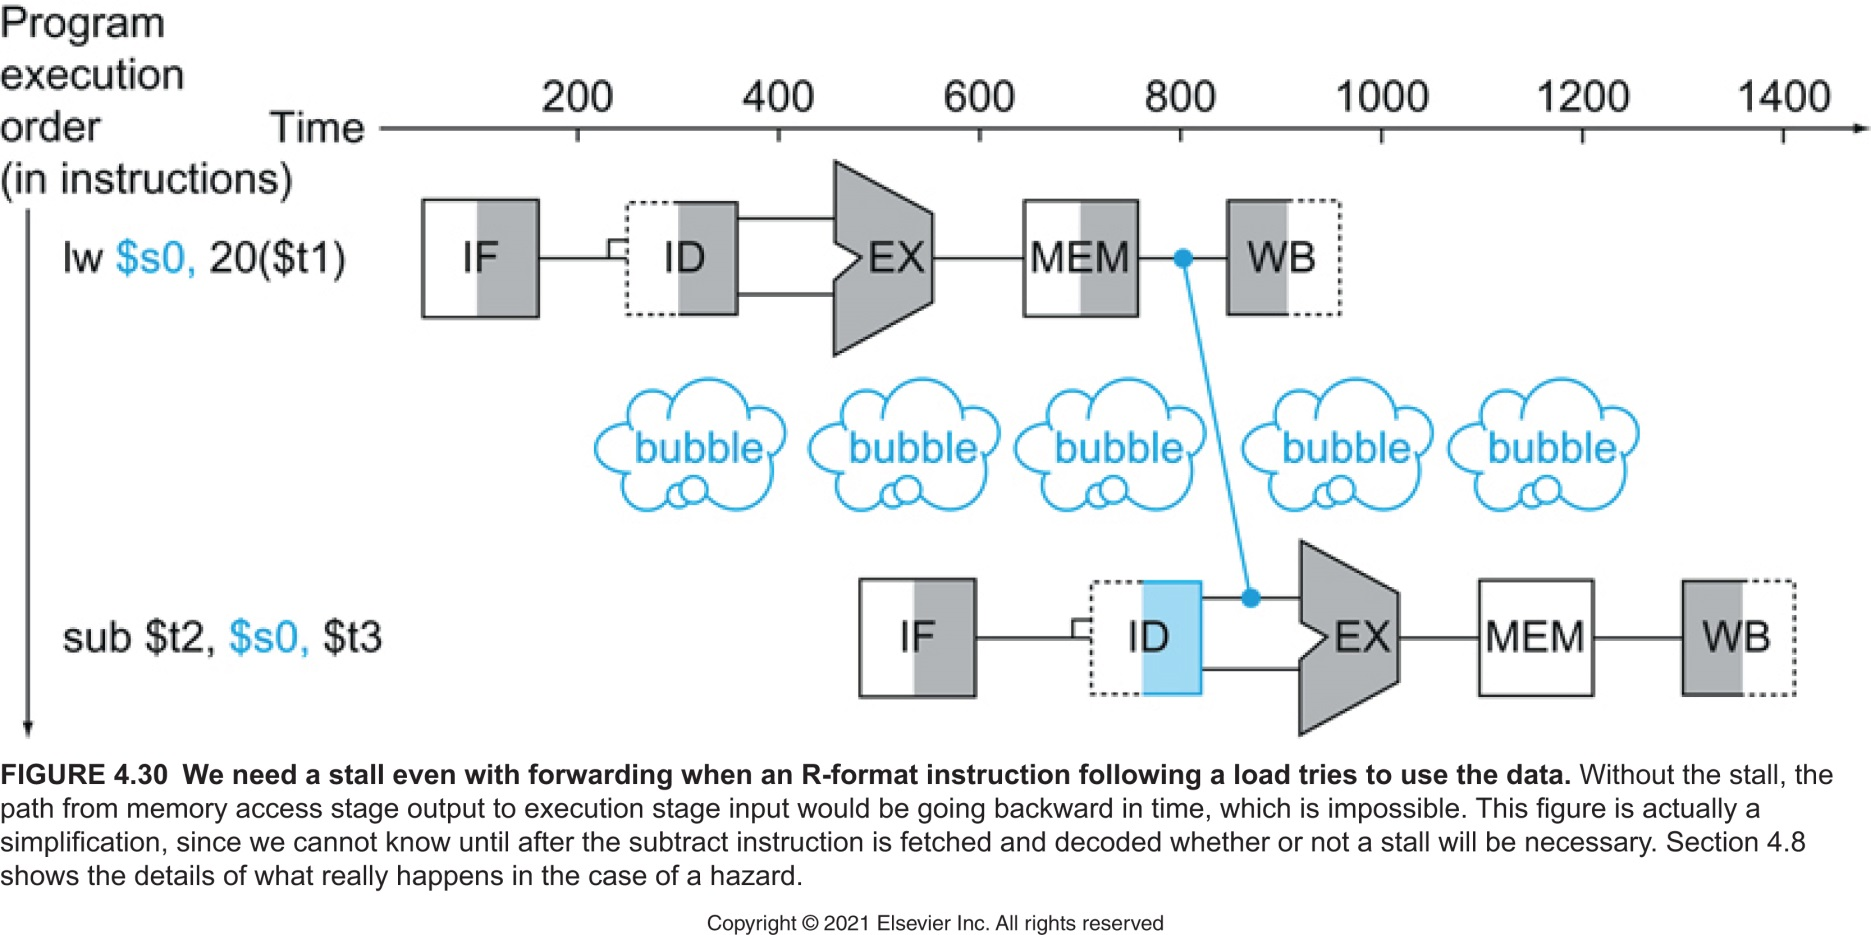 Program
execution
order
(in instructions)
Time
200 400 600 800 1000 1200 1400
lw $s0, 20($t1)
IF ID EX MEM WB
bubble bubble bubble bubble bubble
sub $t2, $s0, $t3
IF ID EX MEM WB
FIGURE 4.30 We need a stall even with forwarding when an R-format instruction following a load tries to use the data. Without the stall, the
path from memory access stage output to execution stage input would be going backward in time, which is impossible. This figure is actually a
simplification, since we cannot know until after the subtract instruction is fetched and decoded whether or not a stall will be necessary. Section 4.8
shows the details of what really happens in the case of a hazard.
Copyright © 2021 Elsevier Inc. All rights reserved